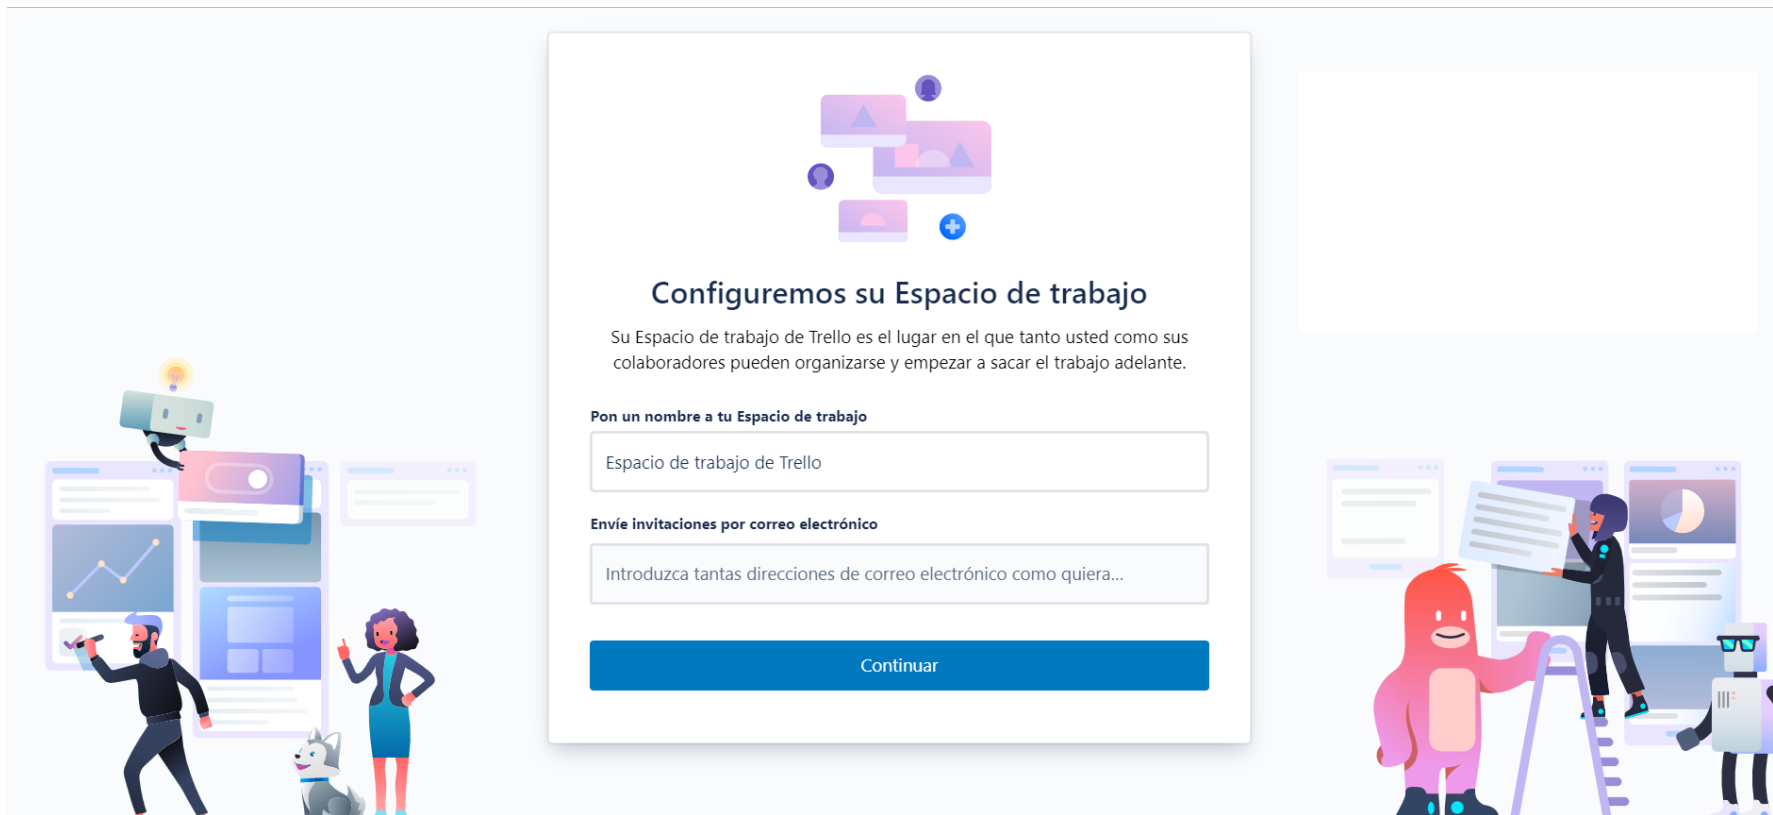 Configuremos su Espacio de trabajo
Su Espacio de trabajo de Trello es el lugar en el que tanto usted como sus
colaboradores pueden organizarse y empezar a sacar el trabajo adelante.
Pon un nombre a tu Espacio de trabajo
Espacio de trabajo de Trello
Envíe invitaciones por correo electrónico
Introduzca tantas direcciones de correo electrónico como quiera...
Continuar